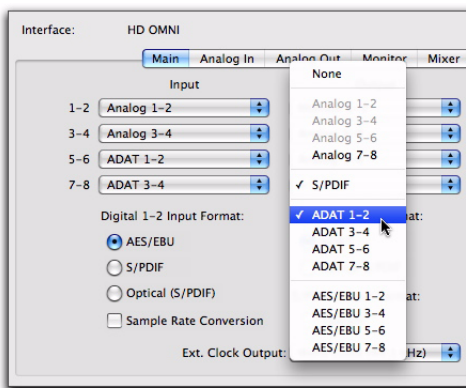 Interface: HD OMNI
Main Analog In Analog Out Monitor Mixer
Input
1-2 Analog 1-2
3-4 Analog 3-4
5-6 ADAT 1-2
7-8 ADAT 3-4
Digital 1-2 Input Format:
AES/EBU
S/PDIF
Optical (S/PDIF)
Sample Rate Conversion
Ext. Clock Output:
None
Analog 1-2
Analog 3-4
Analog 5-6
Analog 7-8
✓ S/PDIF
✓ ADAT 1-2
ADAT 3-4
ADAT 5-6
ADAT 7-8
AES/EBU 1-2
AES/EBU 3-4
AES/EBU 5-6
AES/EBU 7-8
at:
at:
Hz)